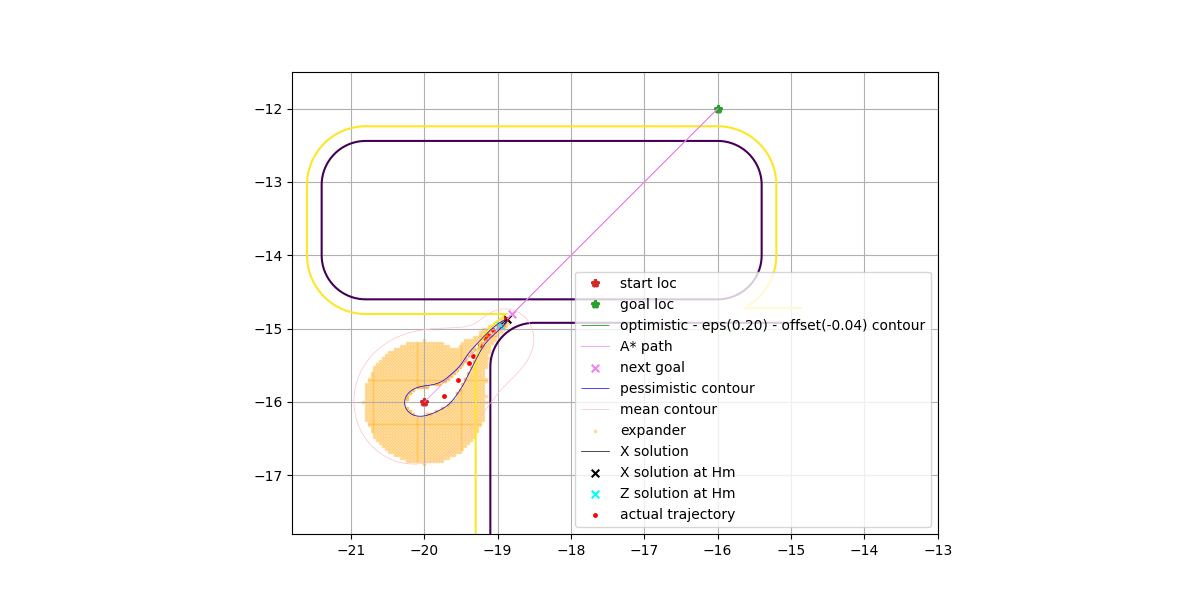 −12
−13
−14
−15
−16
−17
start loc
goal loc
optimistic - eps(0.20) - offset(-0.04) contour
A* path
next goal
pessimistic contour
mean contour
expander
X solution
X solution at Hm
Z solution at Hm
actual trajectory
−21 −20 −19 −18 −17 −16 −15 −14 −13